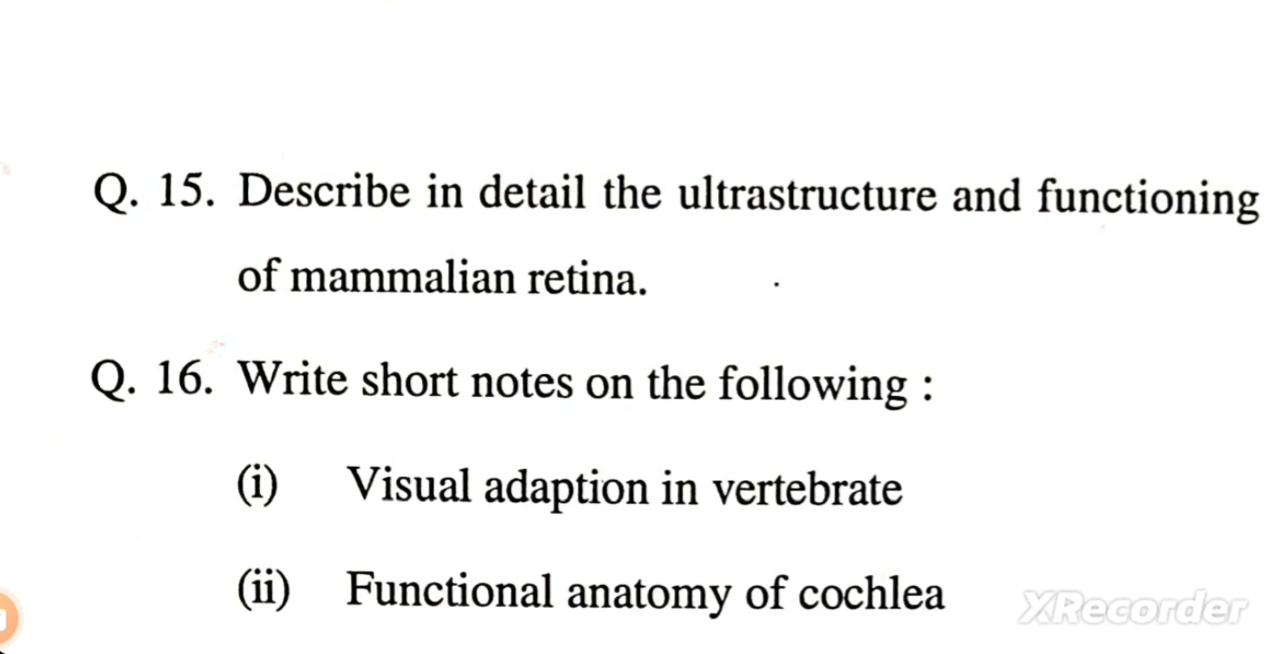 Q. 15. Describe in detail the ultrastructure and functioning
of mammalian retina.
Q. 16. Write short notes on the following :
(i) Visual adaption in vertebrate
(ii) Functional anatomy of cochlea
XRecorder